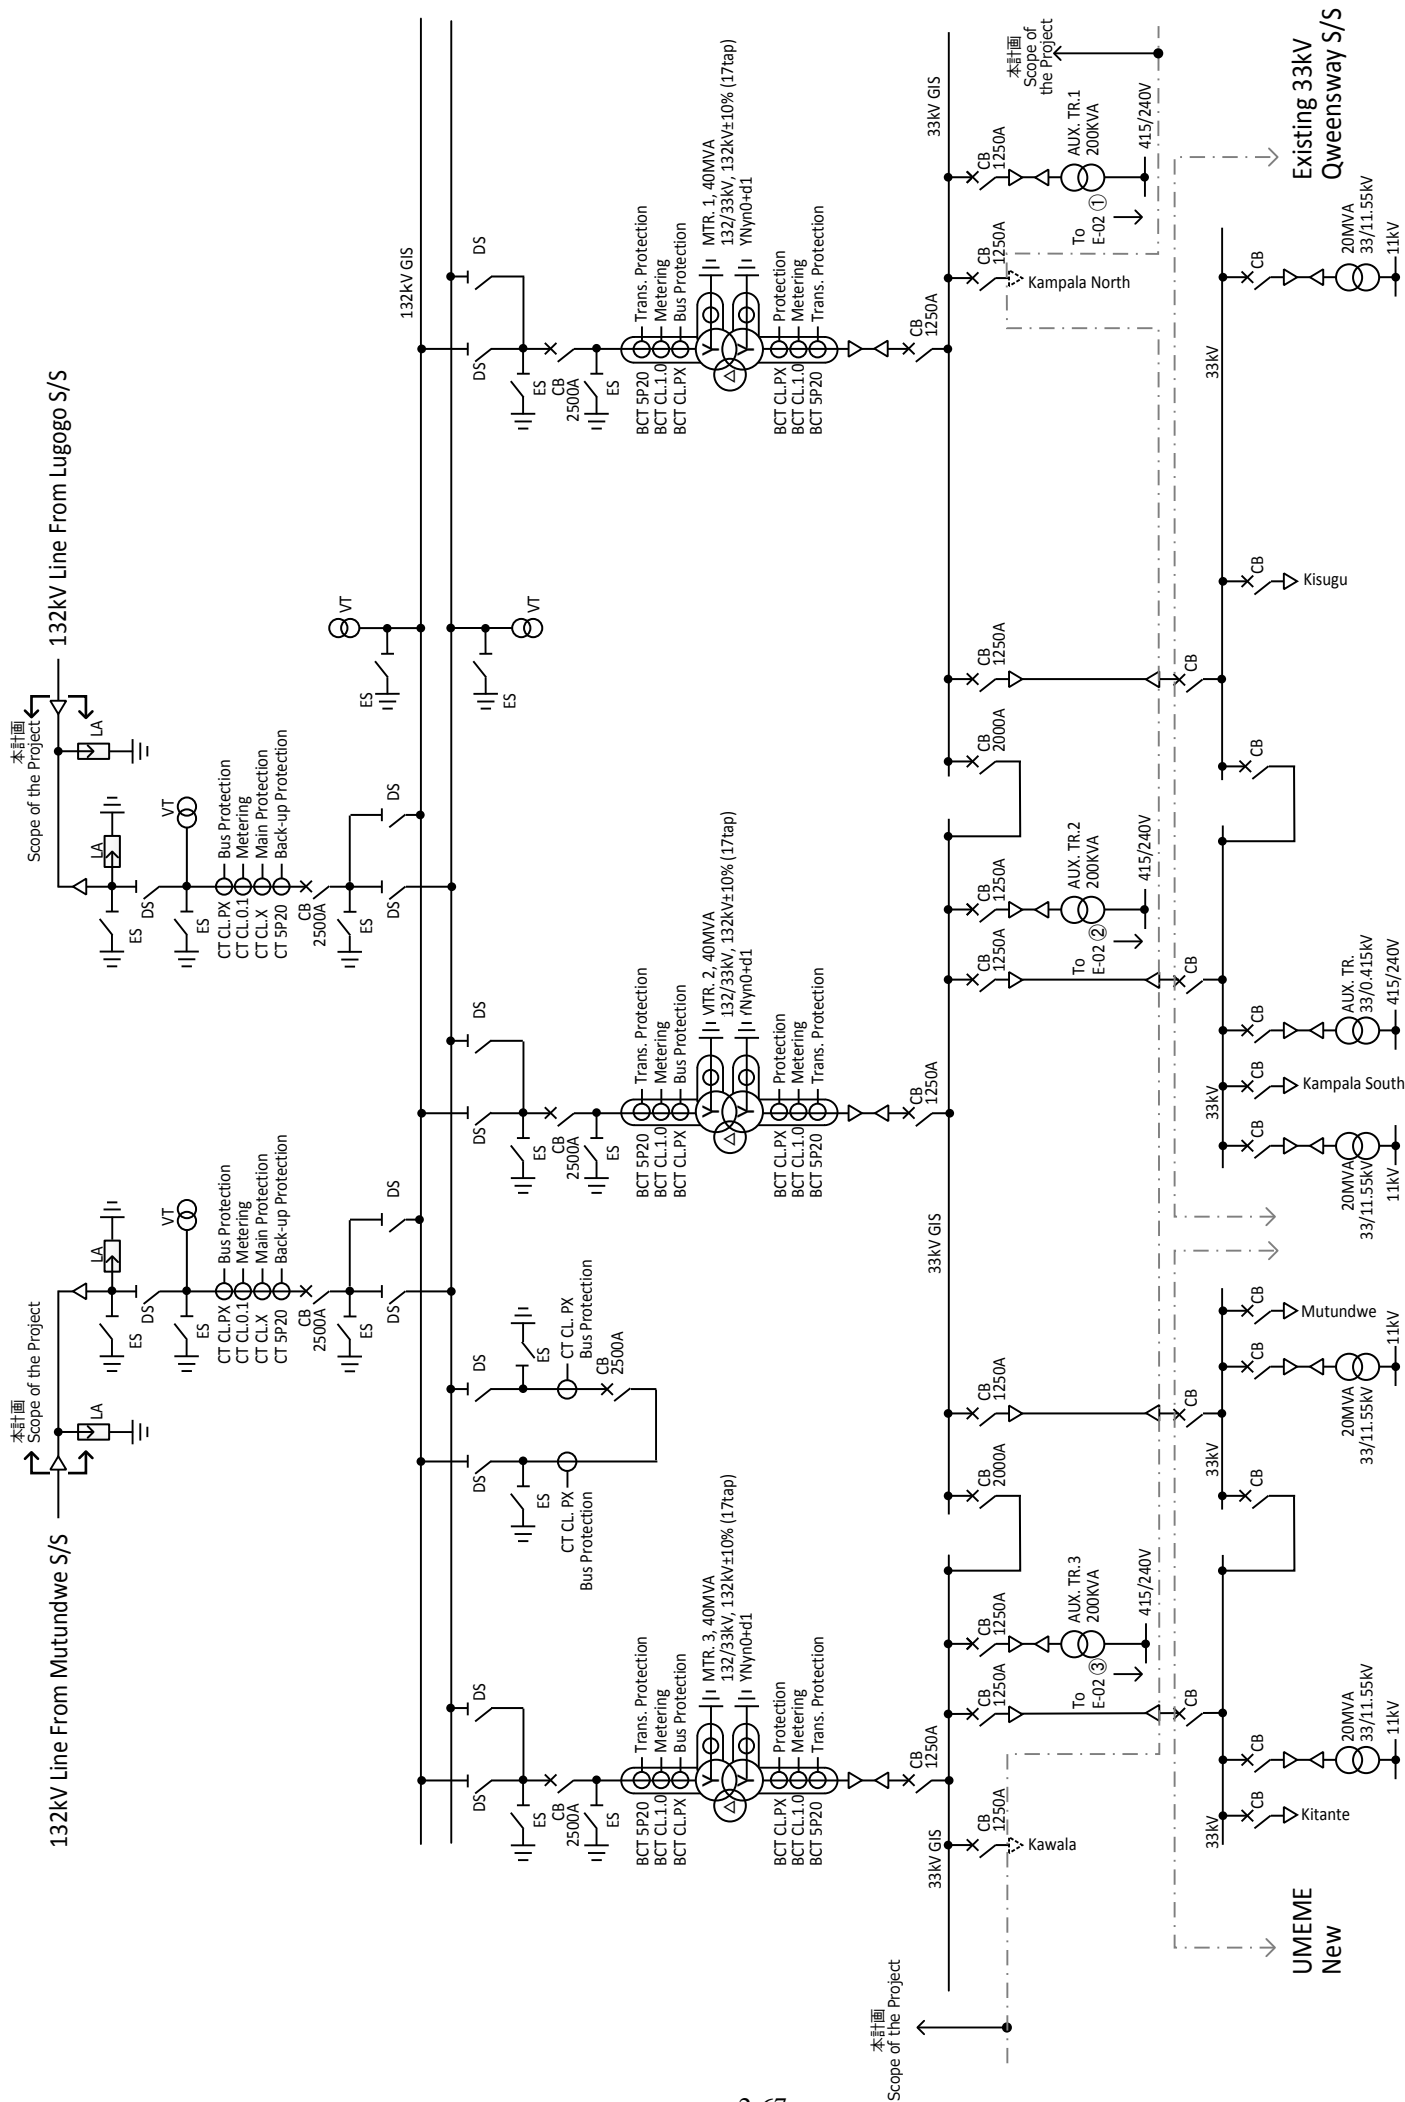 132kV Line From Mutundwe S/S
本計画
Scope of the Project
LA
LA
ES
DS
VT
ES
CT CL.PX
Bus Protection
CT CL.0.1
Metering
CT CL.X
Main Protection
CT 5P20
Back-up Protection
CB
2500A
ES
DS
DS
132kV Line From Lugogo S/S
本計画
Scope of the Project
LA
LA
ES
DS
VT
ES
CT CL.PX
Bus Protection
CT CL.0.1
Metering
CT CL.X
Main Protection
CT 5P20
Back-up Protection
CB
2500A
ES
DS
DS
VT
ES
VT
ES
132kV GIS
DS
DS
ES
CB
2500A
ES
BCT 5P20
Trans. Protection
BCT CL.1.0
Metering
BCT CL.PX
Bus Protection
MTR. 3, 40MVA
132/33kV, 132kV±10% (17tap)
YNyn0+d1
BCT CL.PX
Protection
BCT CL.1.0
Metering
BCT 5P20
Trans. Protection
CB
1250A
DS
ES
CT CL. PX
Bus Protection
DS
ES
CT CL. PX
Bus Protection
CB
2500A
DS
DS
ES
CB
2500A
ES
BCT 5P20
Trans. Protection
BCT CL.1.0
Metering
BCT CL.PX
Bus Protection
MTR. 2, 40MVA
132/33kV, 132kV±10% (17tap)
YNyn0+d1
BCT CL.PX
Protection
BCT CL.1.0
Metering
BCT 5P20
Trans. Protection
CB
1250A
DS
DS
ES
CB
2500A
ES
BCT 5P20
Trans. Protection
BCT CL.1.0
Metering
BCT CL.PX
Bus Protection
MTR. 1, 40MVA
132/33kV, 132kV±10% (17tap)
YNyn0+d1
BCT CL.PX
Protection
BCT CL.1.0
Metering
BCT 5P20
Trans. Protection
CB
1250A
本計画
Scope of the Project
33kV GIS
33kV GIS
33kV GIS
CB
1250A
Kawala
CB
1250A
CB
1250A
AUX. TR.3
200KVA
To
E-02 ③
415/240V
CB
2000A
CB
1250A
CB
1250A
CB
1250A
AUX. TR.2
200KVA
To
E-02 ②
415/240V
CB
2000A
CB
1250A
CB
1250A
Kampala North
CB
1250A
AUX. TR.1
200KVA
To
E-02 ①
415/240V
本計画
Scope of
the Project
UMEME
New
33kV
CB
Kitante
CB
20MVA
33/11.55kV
11kV
CB
CB
33kV
CB
CB
20MVA
33/11.55kV
11kV
CB
Mutundwe
33kV
CB
20MVA
33/11.55kV
11kV
CB
Kampala South
CB
AUX. TR.
33/0.415kV
415/240V
CB
CB
CB
CB
Kisugu
33kV
CB
20MVA
33/11.55kV
11kV
Existing 33kV
Qweensway S/S